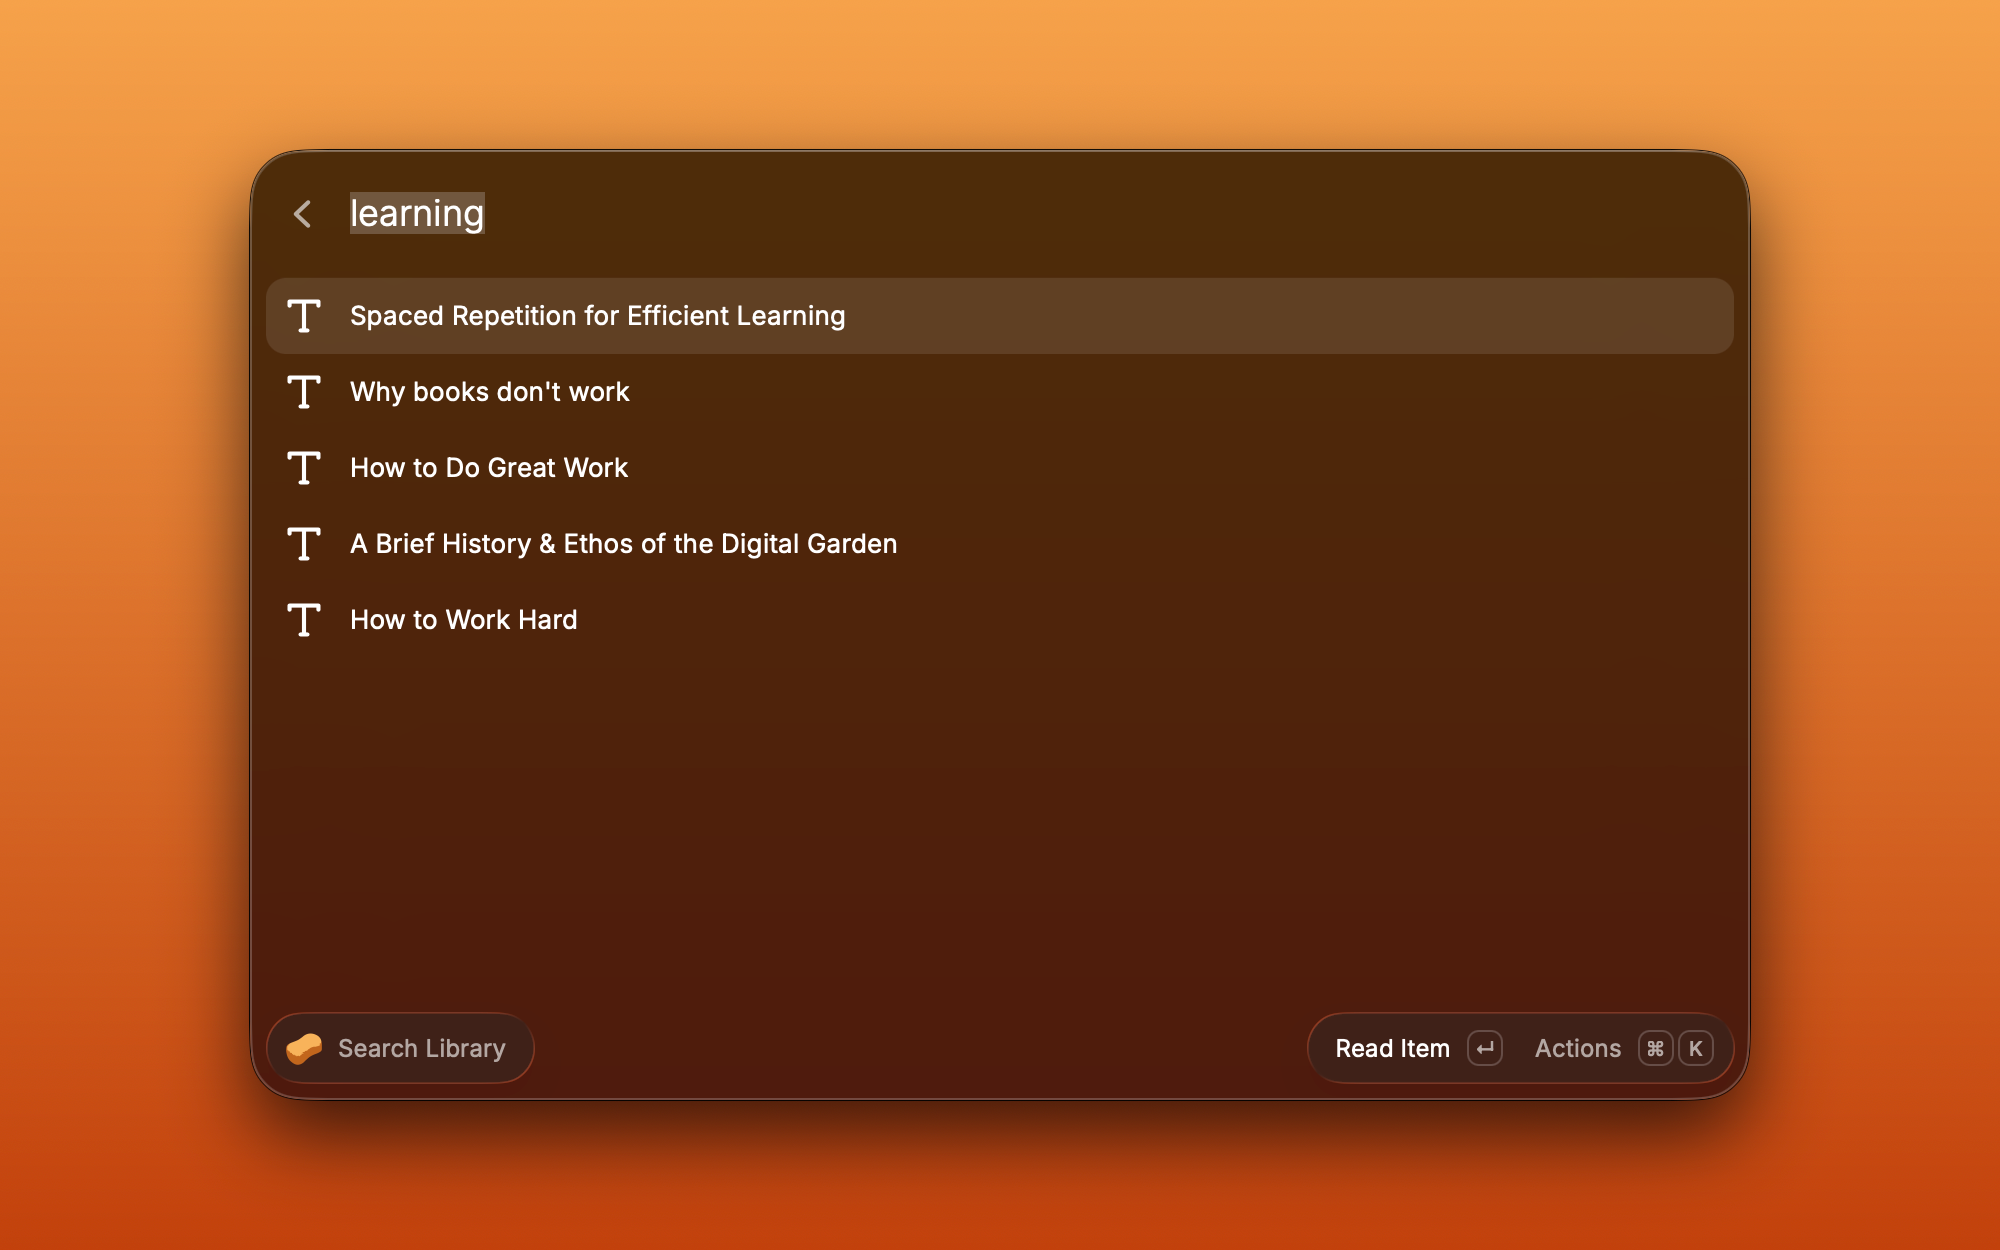 learning
Spaced Repetition for Efficient Learning
Why books don't work
How to Do Great Work
A Brief History & Ethos of the Digital Garden
How to Work Hard
Search Library
Read Item ↵ Actions ⌘ K